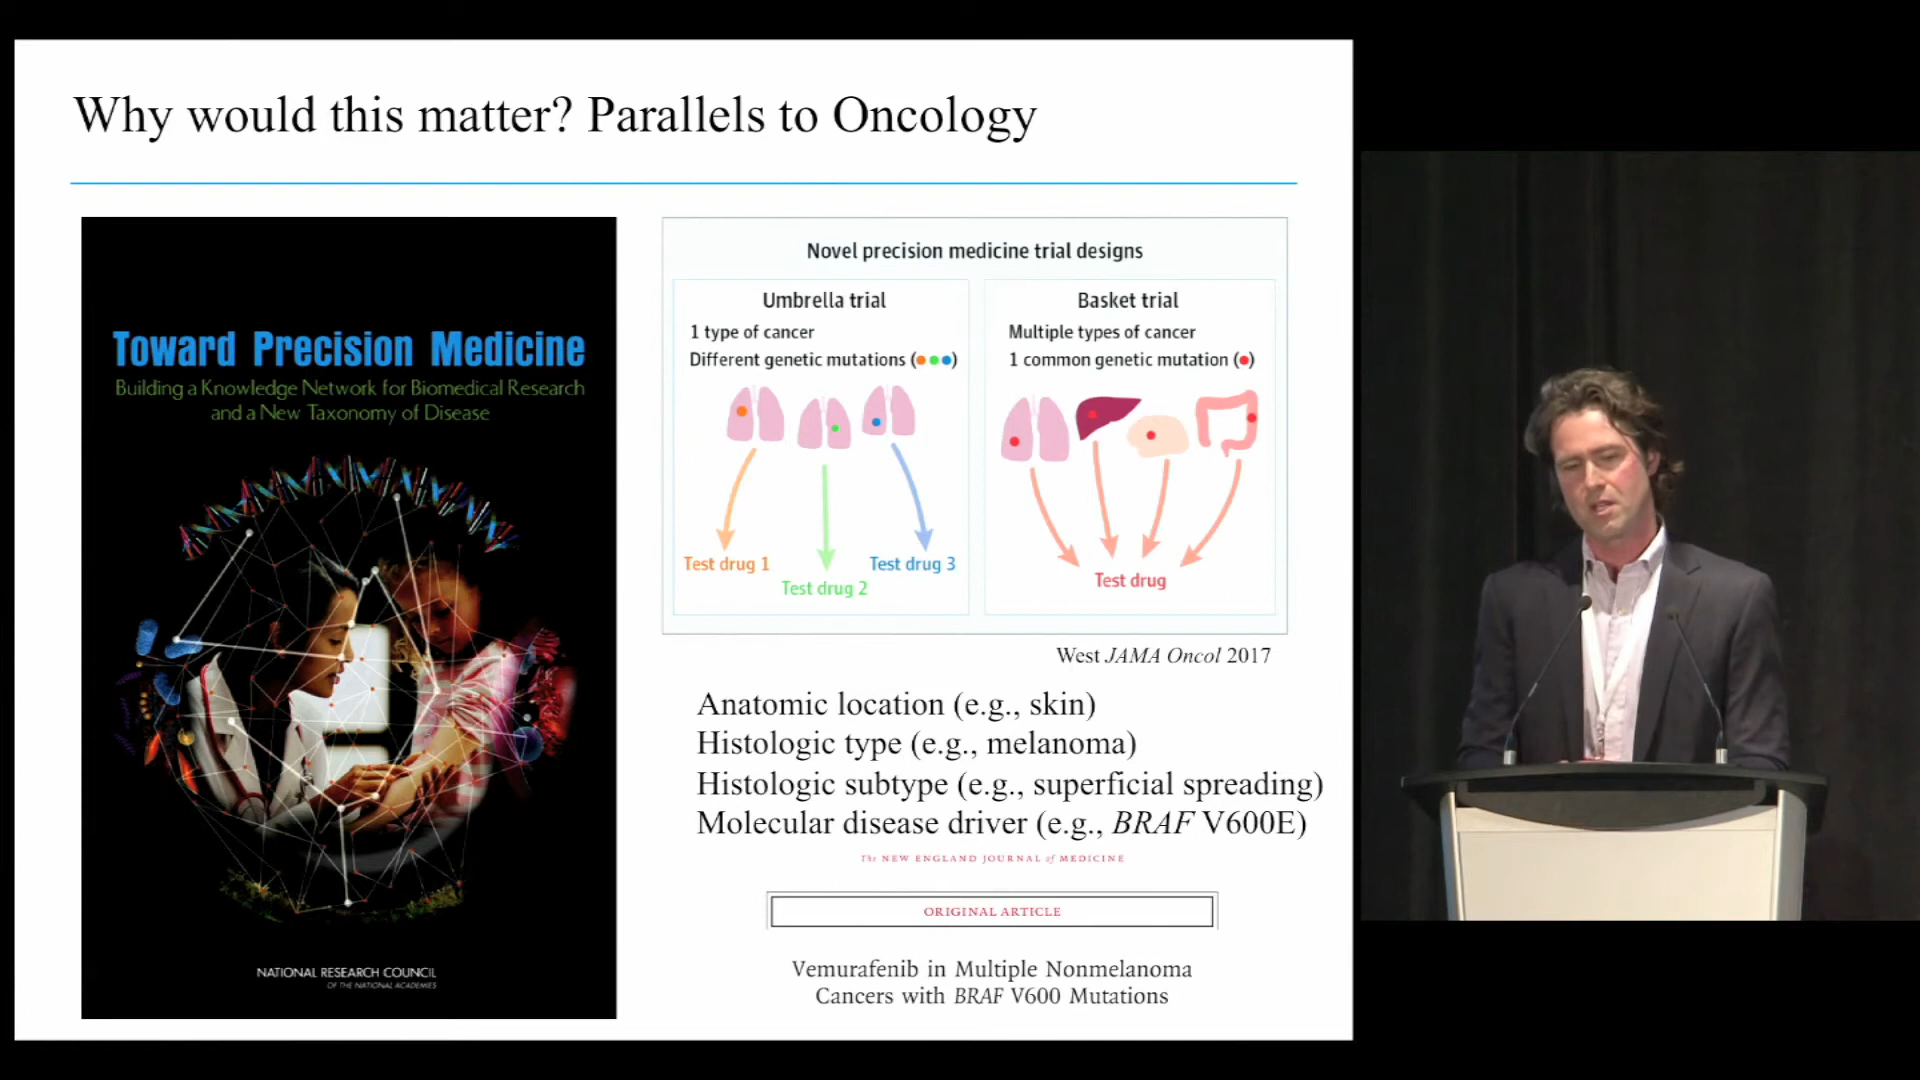 Why would this matter? Parallels to Oncology
Toward Precision Medicine
Building a Knowledge Network for Biomedical Research
and a New Taxonomy of Disease
NATIONAL RESEARCH COUNCIL
OF THE NATIONAL ACADEMIES
Novel precision medicine trial designs
Umbrella trial
1 type of cancer
Different genetic mutations (●●●)
Test drug 1
Test drug 2
Test drug 3
Basket trial
Multiple types of cancer
1 common genetic mutation (●)
Test drug
West JAMA Oncol 2017
Anatomic location (e.g., skin)
Histologic type (e.g., melanoma)
Histologic subtype (e.g., superficial spreading)
Molecular disease driver (e.g., BRAF V600E)
The NEW ENGLAND JOURNAL of MEDICINE
ORIGINAL ARTICLE
Vemurafenib in Multiple Nonmelanoma
Cancers with BRAF V600 Mutations